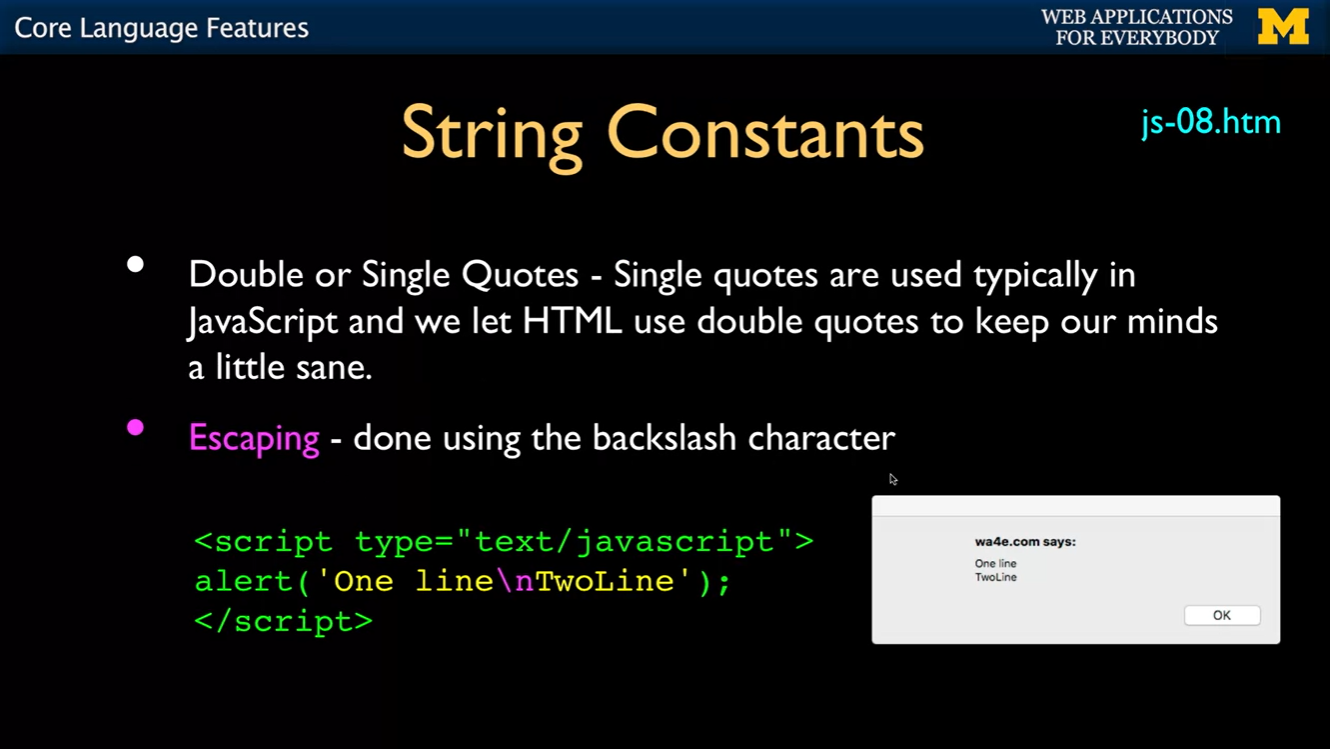 Core Language Features
WEB APPLICATIONS
FOR EVERYBODY
M
String Constants
js-08.htm
• Double or Single Quotes - Single quotes are used typically in
JavaScript and we let HTML use double quotes to keep our minds
a little sane.
• Escaping - done using the backslash character
<script type="text/javascript">
alert('One line\nTwoLine');
</script>
wa4e.com says:
One line
TwoLine
OK